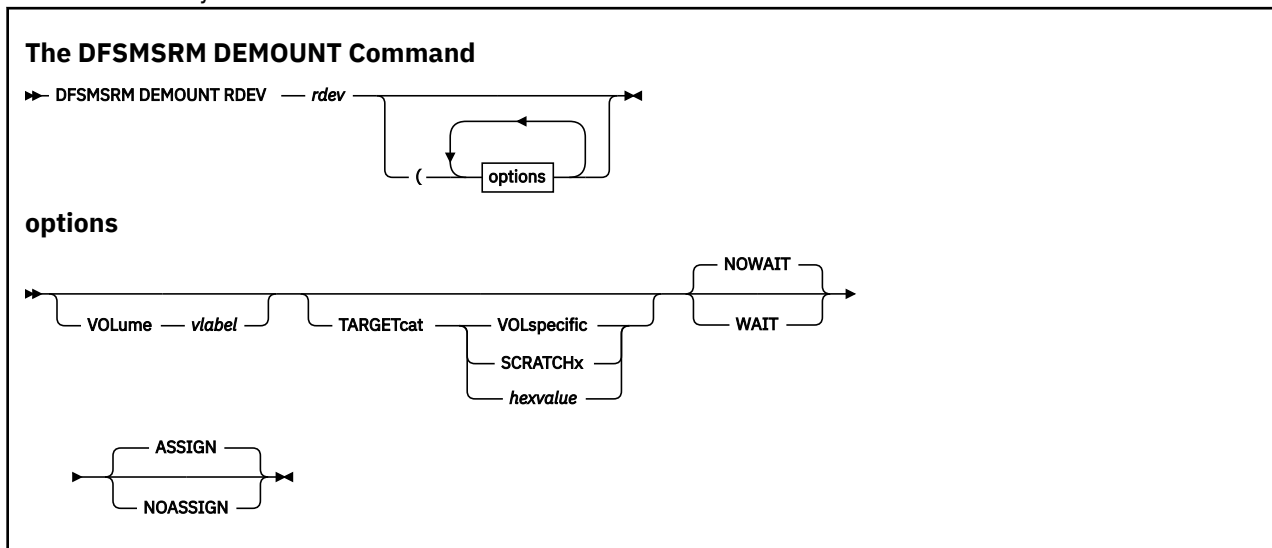 The DFSMSRM DEMOUNT Command
DFSMSRM DEMOUNT RDEV rdev
( options
options
NOWAIT
VOLume vlabel TARGETcat VOLspecific WAIT
SCRATCHx
hexvalue
ASSIGN
NOASSIGN